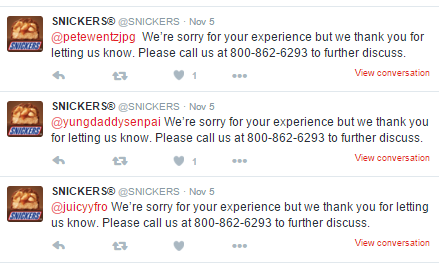 SNICKERS® @SNICKERS · Nov 5
@petewentzjpg We're sorry for your experience but we thank you for
letting us know. Please call us at 800-862-6293 to further discuss.
1
View conversation
SNICKERS
SNICKERS® @SNICKERS · Nov 5
@yungdaddysenpai We're sorry for your experience but we thank you
for letting us know. Please call us at 800-862-6293 to further discuss.
1
View conversation
SNICKERS
SNICKERS® @SNICKERS · Nov 5
@juicyyfro We're sorry for your experience but we thank you for letting
us know. Please call us at 800-862-6293 to further discuss.
View conversation
SNICKERS